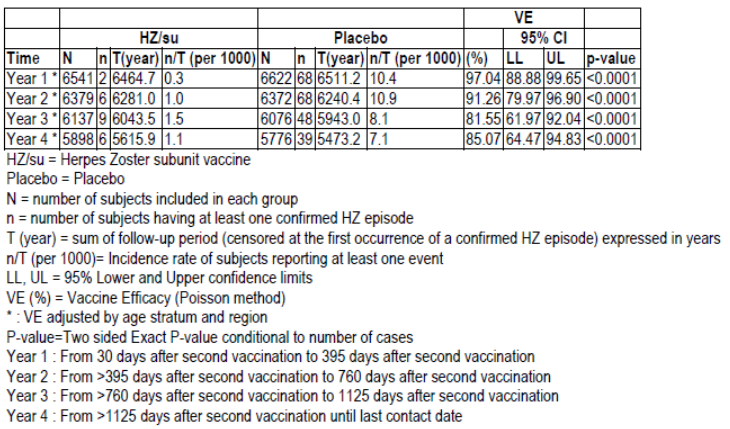 VE
HZ/su Placebo 95% CI
Time N n T(year) n/T (per 1000) N n T(year) n/T (per 1000) (%) LL UL p-value
Year 1 * 6541 2 6464.7 0.3 6622 68 6511.2 10.4 97.04 88.88 99.65 <0.0001
Year 2 * 6379 6 6281.0 1.0 6372 68 6240.4 10.9 91.26 79.97 96.90 <0.0001
Year 3 * 6137 9 6043.5 1.5 6076 48 5943.0 8.1 81.55 61.97 92.04 <0.0001
Year 4 * 5898 6 5615.9 1.1 5776 39 5473.2 7.1 85.07 64.47 94.83 <0.0001
HZ/su = Herpes Zoster subunit vaccine
Placebo = Placebo
N = number of subjects included in each group
n = number of subjects having at least one confirmed HZ episode
T (year) = sum of follow-up period (censored at the first occurrence of a confirmed HZ episode) expressed in years
n/T (per 1000)= Incidence rate of subjects reporting at least one event
LL, UL = 95% Lower and Upper confidence limits
VE (%) = Vaccine Efficacy (Poisson method)
* : VE adjusted by age stratum and region
P-value=Two sided Exact P-value conditional to number of cases
Year 1 : From 30 days after second vaccination to 395 days after second vaccination
Year 2 : From >395 days after second vaccination to 760 days after second vaccination
Year 3 : From >760 days after second vaccination to 1125 days after second vaccination
Year 4 : From >1125 days after second vaccination until last contact date